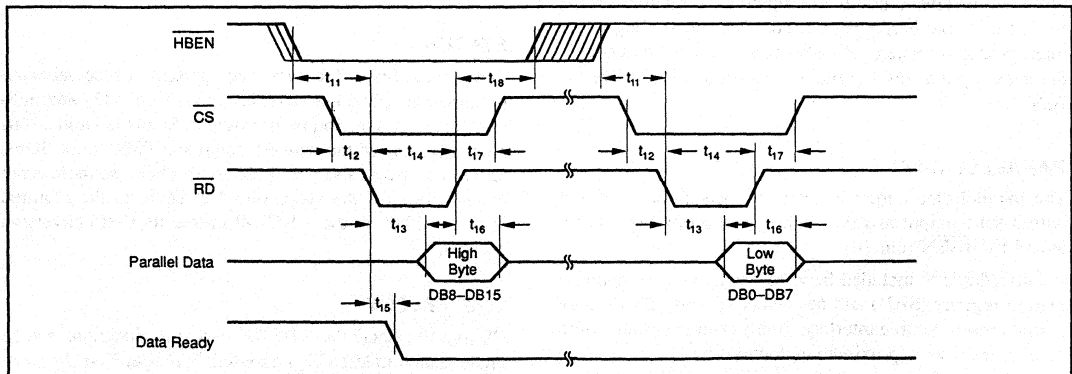 HBEN
t11 t18 t11
CS
t12 t14 t17 t12 t14 t17
RD
t13 t16 t13 t16
Parallel Data
High
Byte
Low
Byte
DB8–DB15
DB0–DB7
t15
Data Ready